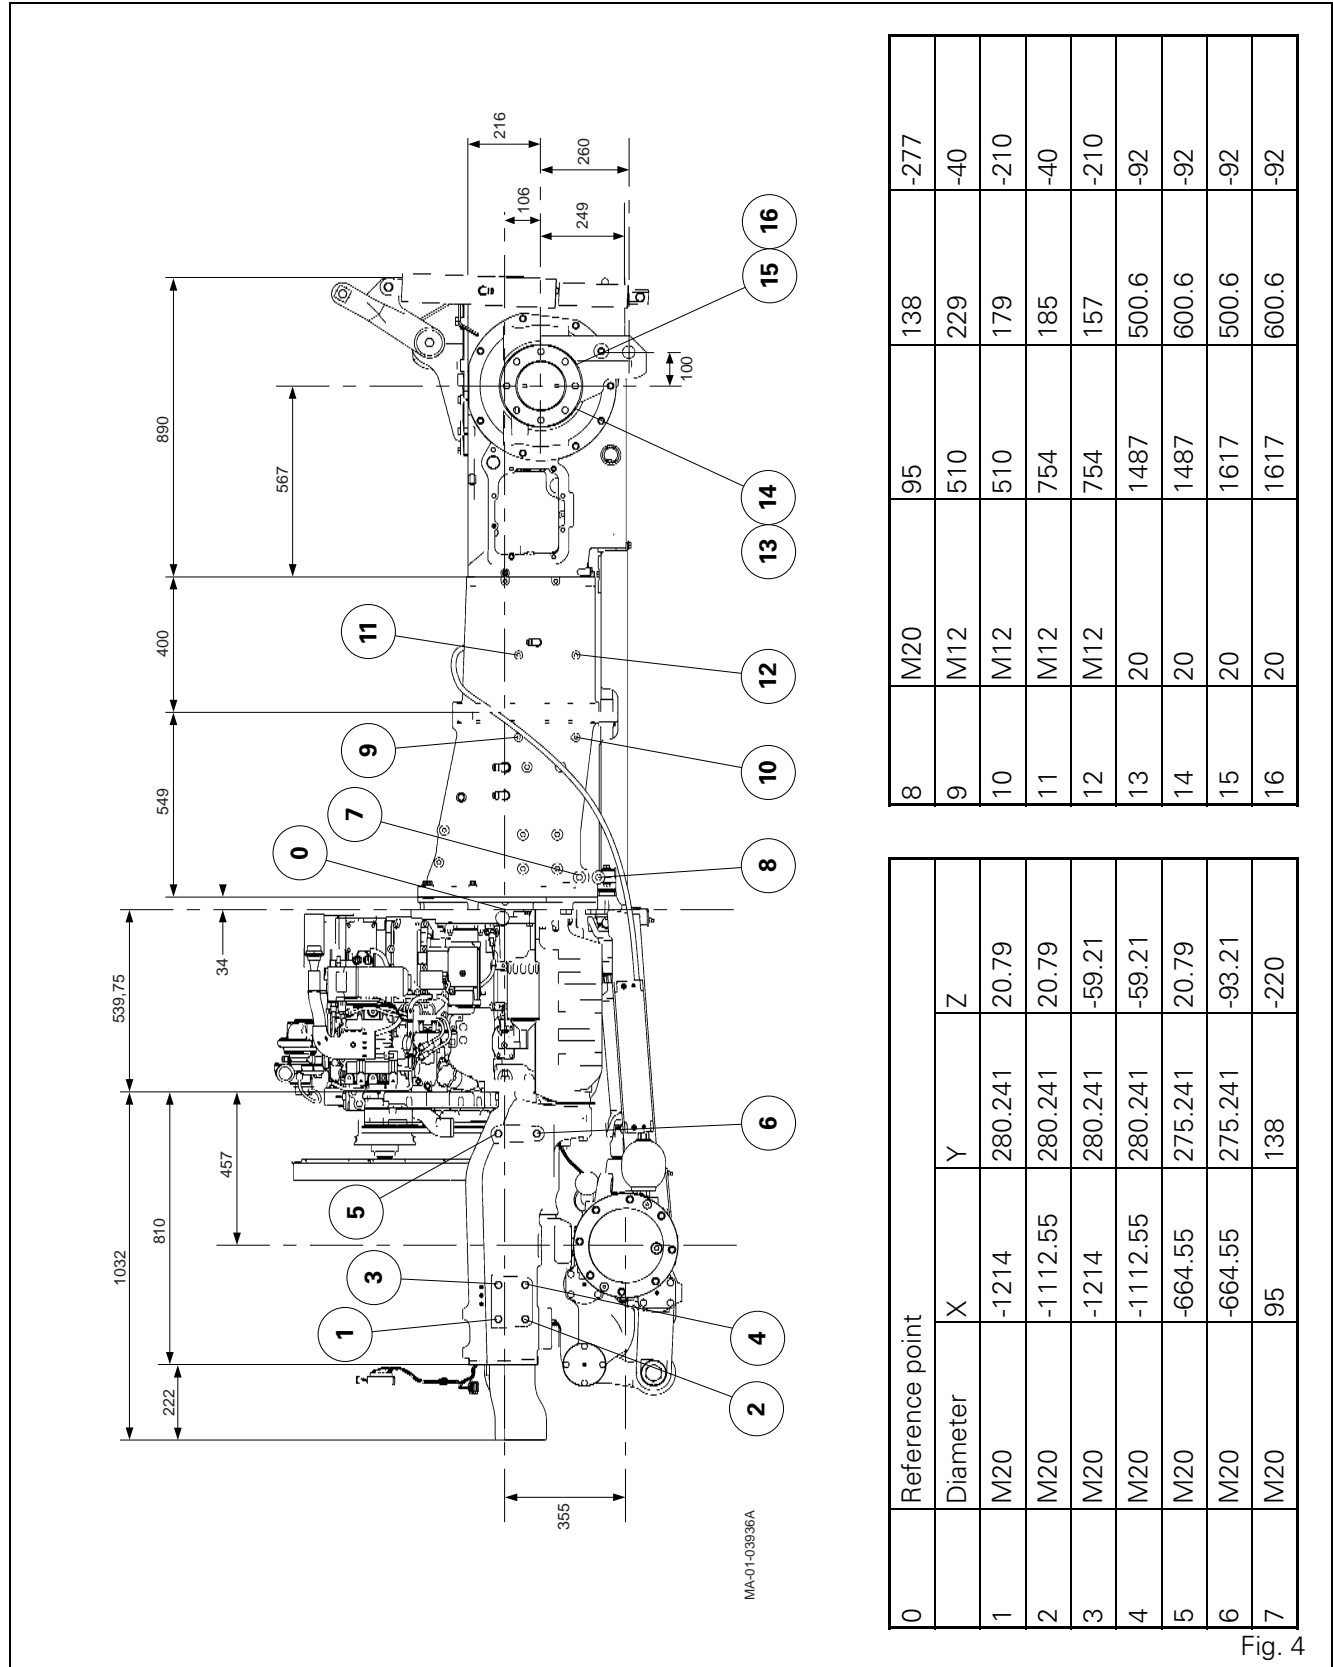 1032
539,75
222
810
549
400
890
457
34
567
0
1
3
5
7
9
11
216
106
260
249
100
355
2
4
6
8
10
12
13
14
15
16
MA-01-03936A
0 Reference point
Diameter X Y Z
1 M20 -1214 280.241 20.79
2 M20 -1112.55 280.241 20.79
3 M20 -1214 280.241 -59.21
4 M20 -1112.55 280.241 -59.21
5 M20 -664.55 275.241 20.79
6 M20 -664.55 275.241 -93.21
7 M20 95 138 -220
8 M20 95 138 -277
9 M12 510 229 -40
10 M12 510 179 -210
11 M12 754 185 -40
12 M12 754 157 -210
13 20 1487 500.6 -92
14 20 1487 600.6 -92
15 20 1617 500.6 -92
16 20 1617 600.6 -92
Fig. 4